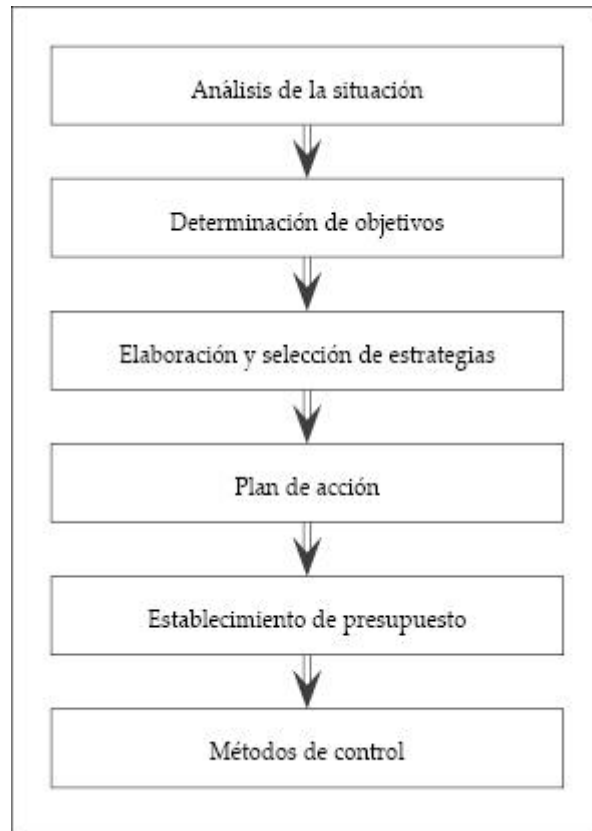 Análisis de la situación
Determinación de objetivos
Elaboración y selección de estrategias
Plan de acción
Establecimiento de presupuesto
Métodos de control